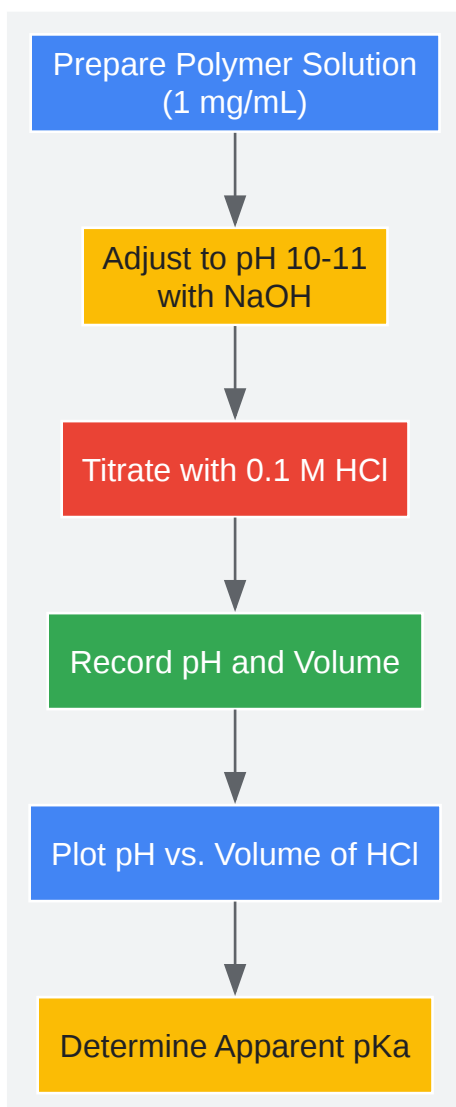 Prepare Polymer Solution
(1 mg/mL)
Adjust to pH 10-11
with NaOH
Titrate with 0.1 M HCl
Record pH and Volume
Plot pH vs. Volume of HCl
Determine Apparent pKa